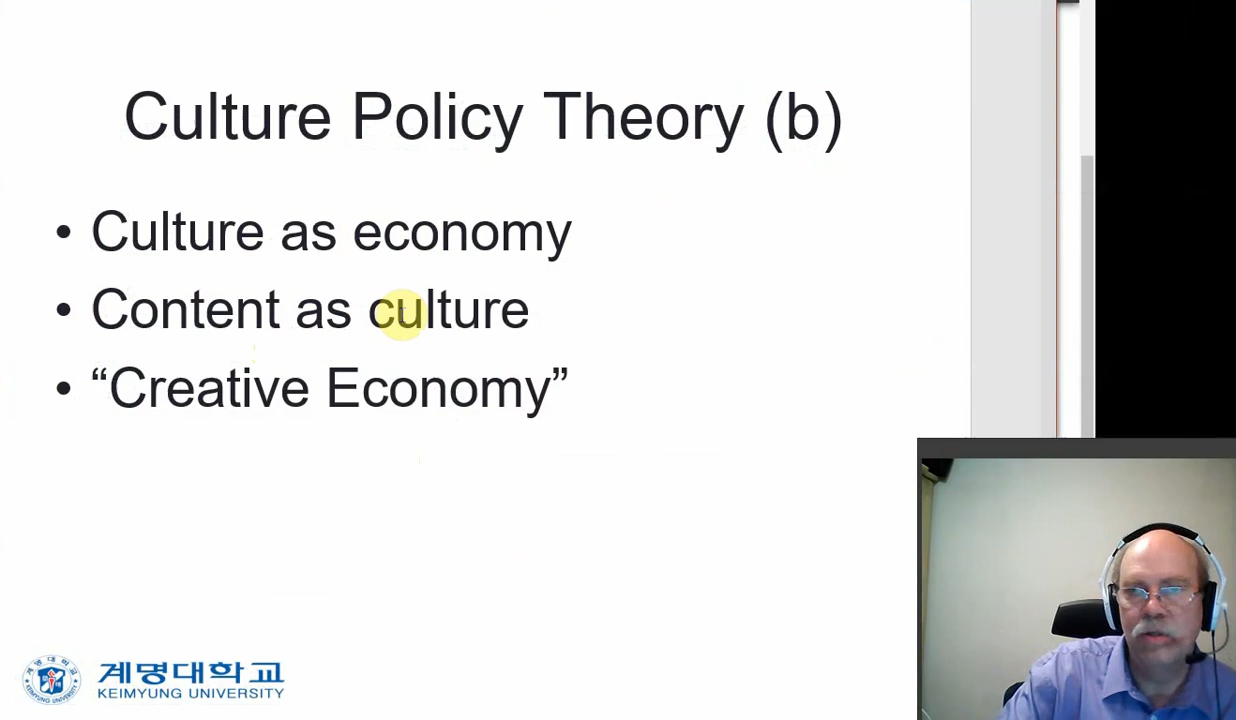 Culture Policy Theory (b)
• Culture as economy
• Content as culture
• “Creative Economy”
계명대학교
KEIMYUNG UNIVERSITY